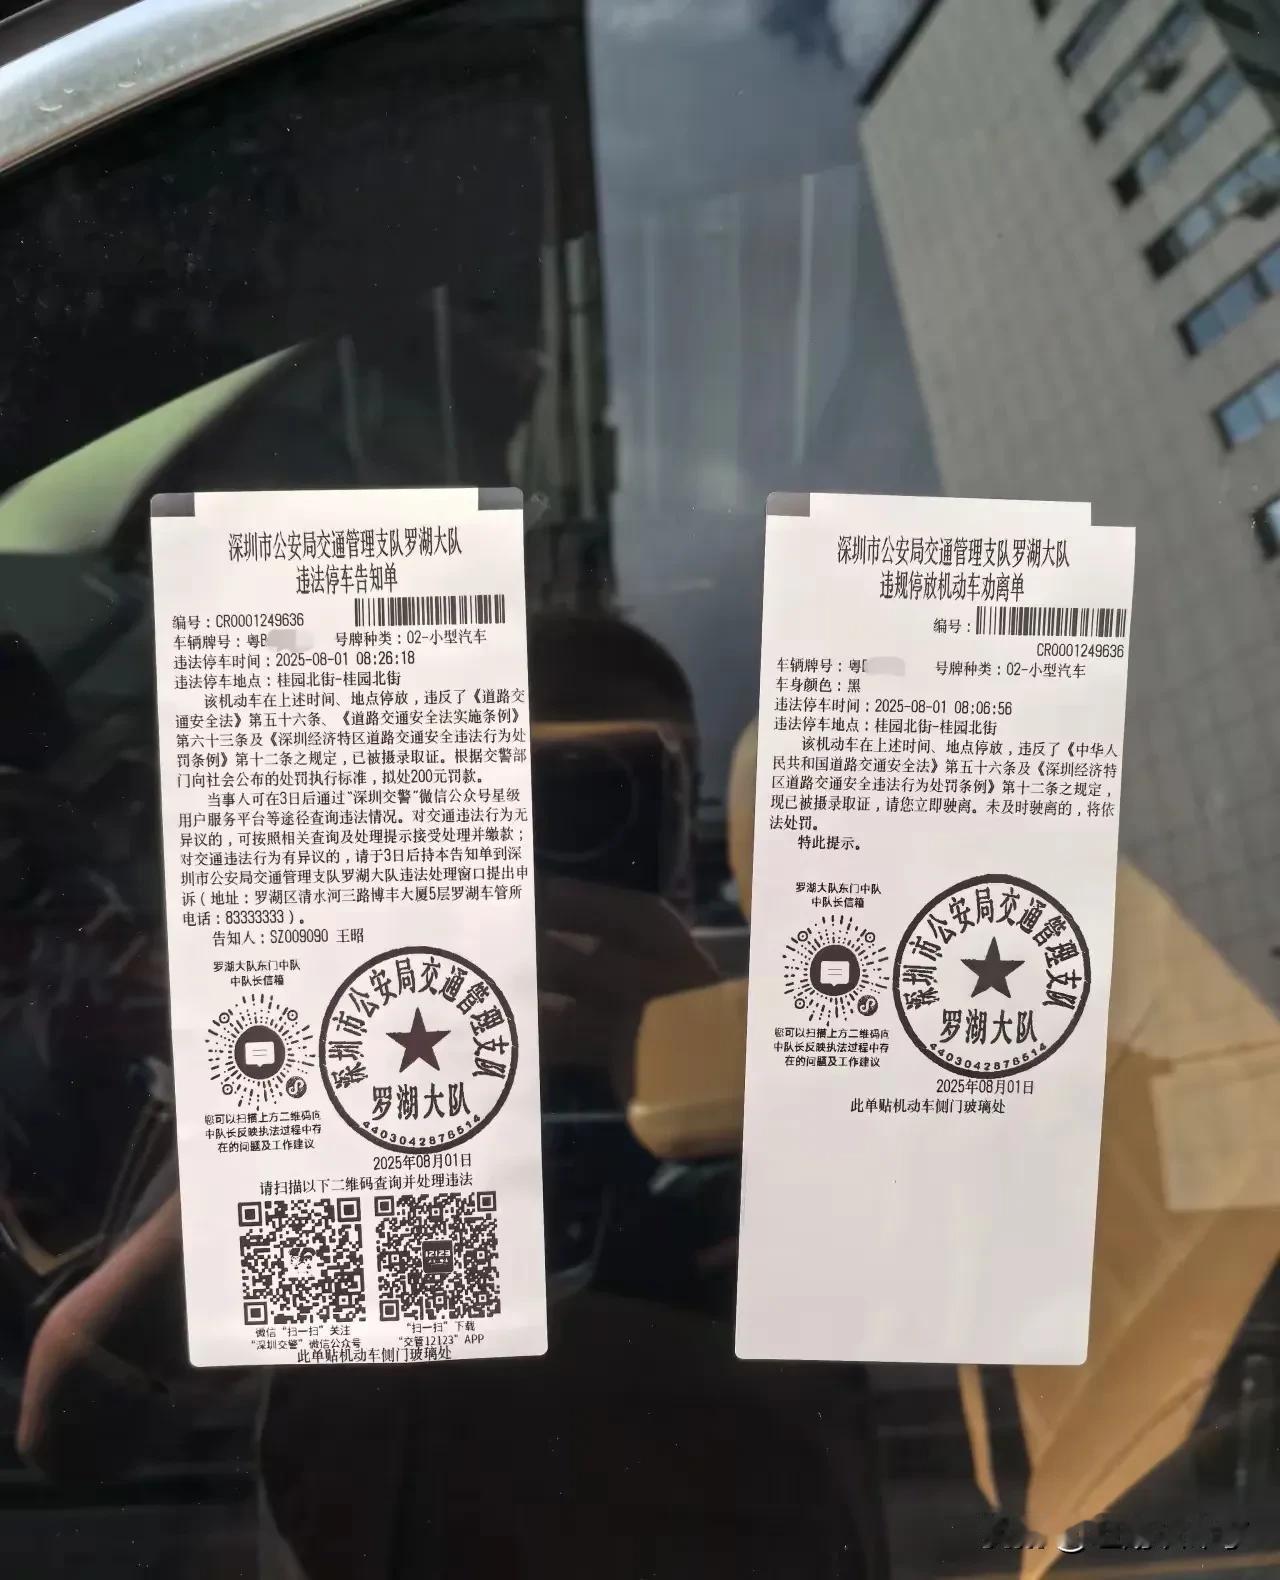 深圳市公安局交通管理支队罗湖大队
违法停车告知单
编号：CR0001249636
车辆牌号：粤B 号牌种类：02-小型汽车
违法停车时间：2025-08-01 08:26:18
违法停车地点：桂园北街-桂园北街
该机动车在上述时间、地点停放，违反了《道路交
通安全法》第五十六条、《道路交通安全法实施条例》
第六十三条及《深圳经济特区道路交通安全违法行为处
罚条例》第十二条之规定，已被摄录取证。根据交警部
门向社会公布的处罚执行标准，拟处200元罚款。
当事人可在3日后通过“深圳交警”微信公众号星级
用户服务平台等途径查询违法情况。对交通违法行为无
异议的，可按照相关查询及处理提示接受处理并缴款；
对交通违法行为有异议的，请于3日后持本告知单到深
圳市公安局交通管理支队罗湖大队违法处理窗口提出申
诉（地址：罗湖区清水河三路博丰大厦5层罗湖车管所
电话：83333333）。
告知人：SZ009090 王昭
罗湖大队东门中队
中队长信箱
您可以扫描上方二维码向
中队长反映执法过程中存
在的问题及工作建议
深圳市公安局交通管理支队
罗湖大队
4403042876514
2025年08月01日
请扫描以下二维码查询并处理违法
12123
微信“扫一扫”关注
“深圳交警”微信公众号
“扫一扫”下载
“交管12123”APP
此单贴机动车侧门玻璃处
深圳市公安局交通管理支队罗湖大队
违规停放机动车劝离单
编号：
CR0001249636
车辆牌号：粤 号牌种类：02-小型汽车
车身颜色：黑
违法停车时间：2025-08-01 08:06:56
违法停车地点：桂园北街-桂园北街
该机动车在上述时间、地点停放，违反了《中华人
民共和国道路交通安全法》第五十六条及《深圳经济特
区道路交通安全违法行为处罚条例》第十二条之规定，
现已被摄录取证，请您立即驶离。未及时驶离的，将依
法处罚。
特此提示。
罗湖大队东门中队
中队长信箱
您可以扫描上方二维码向
中队长反映执法过程中存
在的问题及工作建议
深圳市公安局交通管理支队
罗湖大队
4403042876514
2025年08月01日
此单贴机动车侧门玻璃处